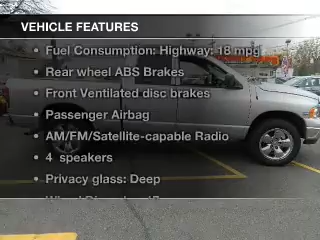 VEHICLE FEATURES
• Fuel Consumption: Highway: 18 mpg
• Rear wheel ABS Brakes
• Front Ventilated disc brakes
• Passenger Airbag
• AM/FM/Satellite-capable Radio
• 4 speakers
• Privacy glass: Deep